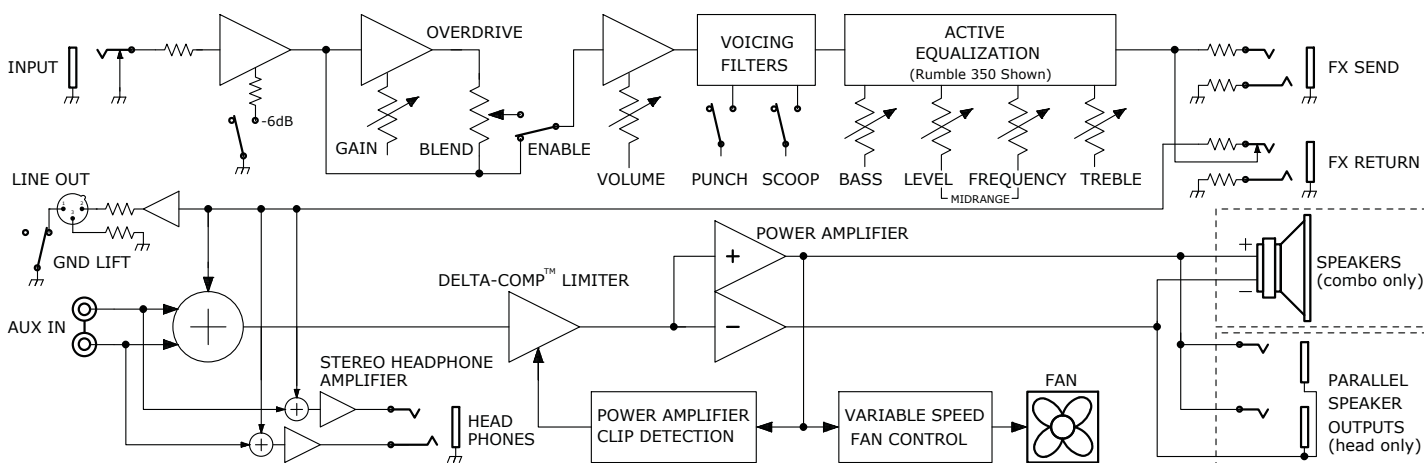 INPUT
-6dB
OVERDRIVE
GAIN
BLEND
ENABLE
VOLUME
VOICING
FILTERS
PUNCH
SCOOP
ACTIVE
EQUALIZATION
(Rumble 350 Shown)
BASS
LEVEL
FREQUENCY
MIDRANGE
TREBLE
FX SEND
FX RETURN
LINE OUT
GND LIFT
AUX IN
+
STEREO HEADPHONE
AMPLIFIER
+
+
HEAD
PHONES
DELTA-COMP™ LIMITER
POWER AMPLIFIER
+
−
POWER AMPLIFIER
CLIP DETECTION
VARIABLE SPEED
FAN CONTROL
FAN
+
−
SPEAKERS
(combo only)
PARALLEL
SPEAKER
OUTPUTS
(head only)